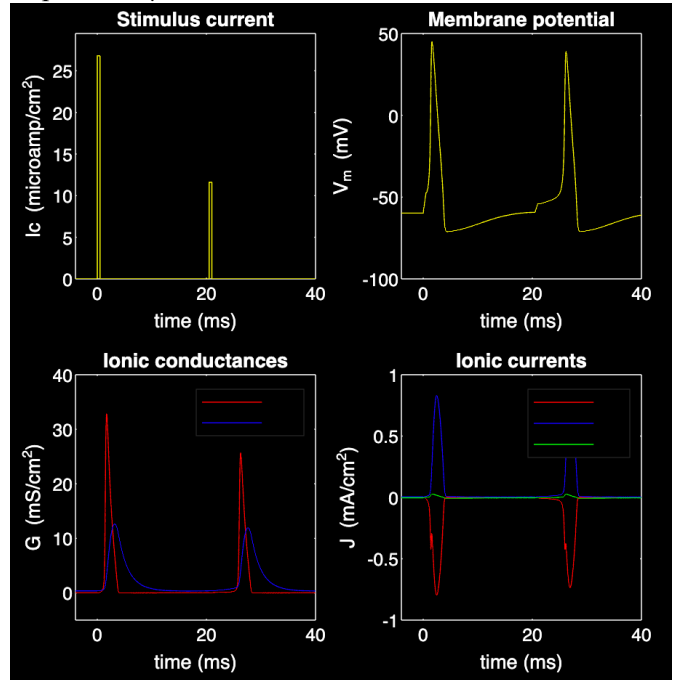 Stimulus current
Ic (microamp/cm²)
25
20
15
10
5
0
0 20 40
time (ms)
Membrane potential
Vₘ (mV)
50
0
-50
-100
0 20 40
time (ms)
Ionic conductances
G (mS/cm²)
40
30
20
10
0
0 20 40
time (ms)
Ionic currents
J (mA/cm²)
1
0.5
0
-0.5
-1
0 20 40
time (ms)